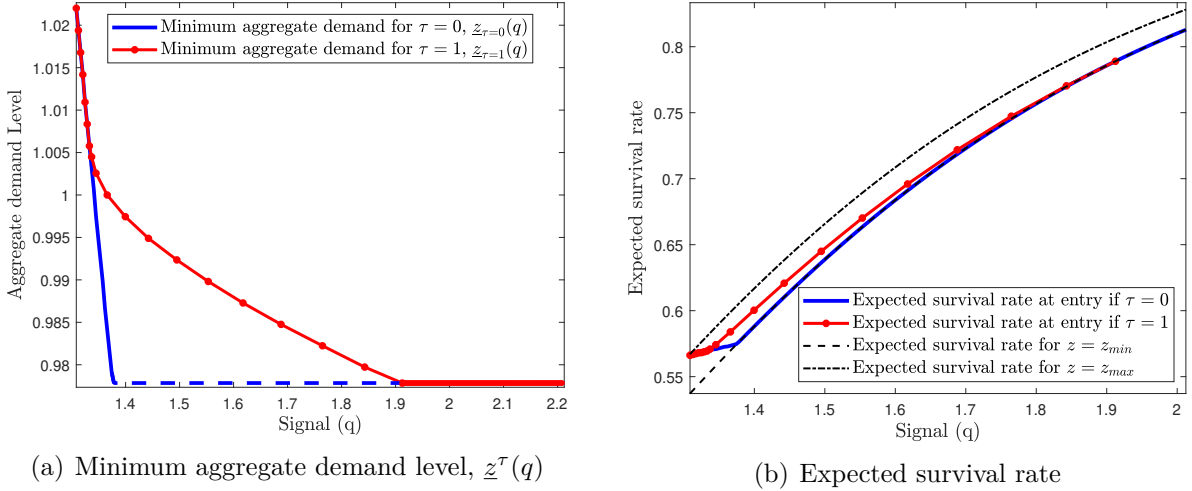 Aggregate demand Level
1.02
1.015
1.01
1.005
1
0.995
0.99
0.985
0.98
Minimum aggregate demand for τ = 0, z̲τ=0(q)
Minimum aggregate demand for τ = 1, z̲τ=1(q)
1.4 1.5 1.6 1.7 1.8 1.9 2 2.1 2.2
Signal (q)
(a) Minimum aggregate demand level, z̲^τ(q)
Expected survival rate
0.8
0.75
0.7
0.65
0.6
0.55
Expected survival rate at entry if τ = 0
Expected survival rate at entry if τ = 1
Expected survival rate for z = zmin
Expected survival rate for z = zmax
1.4 1.5 1.6 1.7 1.8 1.9 2
Signal (q)
(b) Expected survival rate